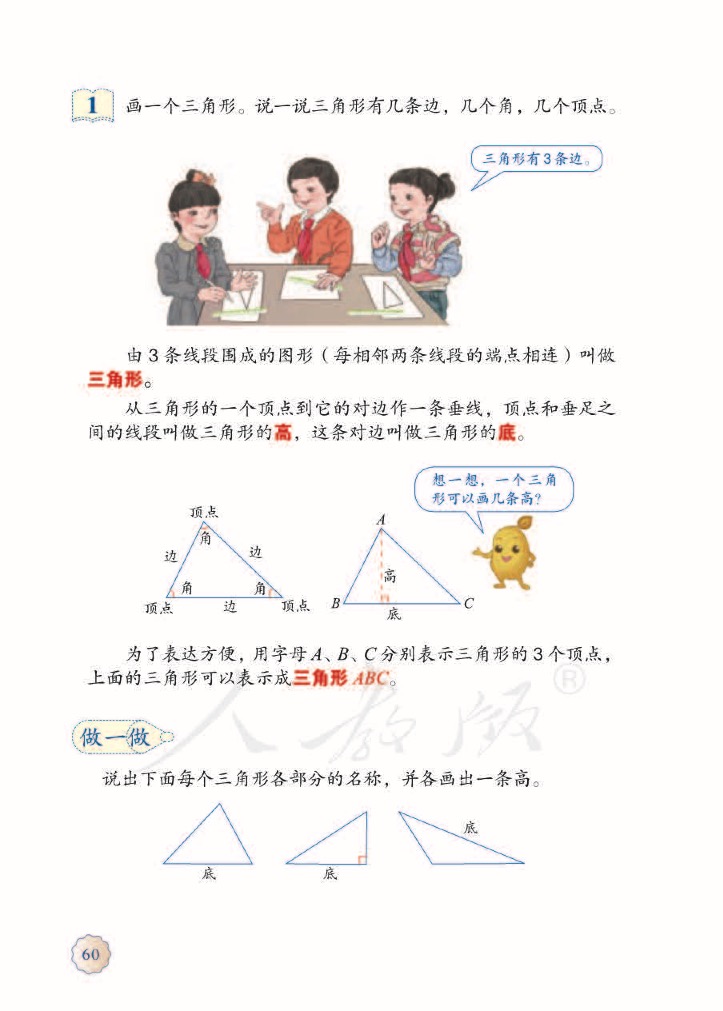 1 画一个三角形。说一说三角形有几条边，几个角，几个顶点。
三角形有3条边。
由 3 条线段围成的图形（每相邻两条线段的端点相连）叫做
三角形。
从三角形的一个顶点到它的对边作一条垂线，顶点和垂足之
间的线段叫做三角形的高，这条对边叫做三角形的底。
想一想，一个三角
形可以画几条高？
顶点
角
边
边
角
角
顶点
边
顶点
A
高
B
C
底
为了表达方便，用字母A、B、C分别表示三角形的 3 个顶点，
上面的三角形可以表示成三角形 ABC。
人教版®
做一做
说出下面每个三角形各部分的名称，并各画出一条高。
底
底
底
60